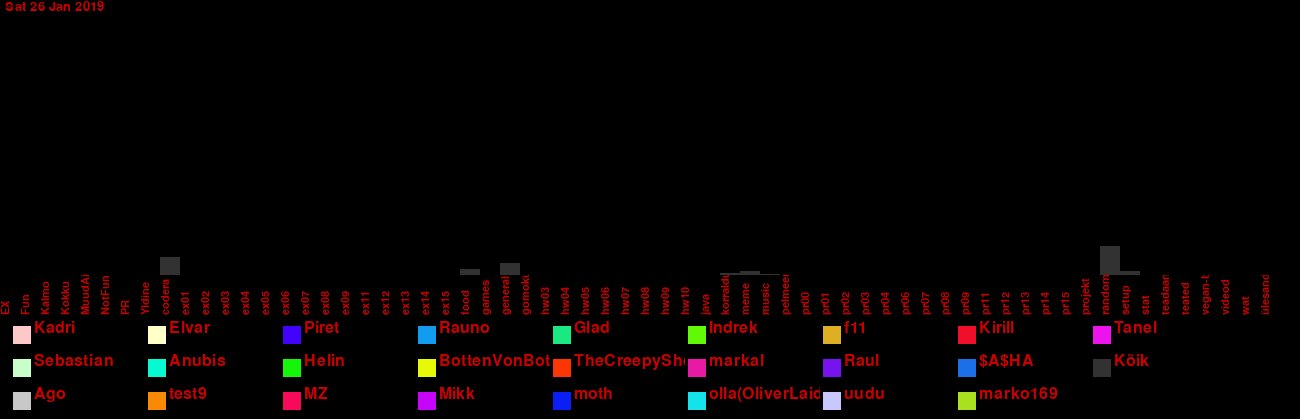 Sat 26 Jan 2019
EX
Fun
Kalmo
Kokku
MuudAi
NotFun
PR
Yldine
codera
ex01
ex02
ex03
ex04
ex05
ex06
ex07
ex08
ex09
ex11
ex12
ex13
ex14
ex15
food
games
general
gomoku
hw03
hw04
hw05
hw06
hw07
hw08
hw09
hw10
java
korraldu
meme
music
pelmee
pr00
pr01
pr02
pr03
pr04
pr06
pr07
pr08
pr09
pr11
pr12
pr13
pr14
pr15
projekt
random
setup
stat
teadaan
teated
vegan-t
videod
wat
ülesand
Kadri Elvar Piret Rauno Glad Indrek f11 Kirill Tanel
Sebastian Anubis Helin BottenVonBot TheCreepySh markal Raul $A$HA Kõik
Ago test9 MZ Mikk moth olla(OliverLaid uudu marko169